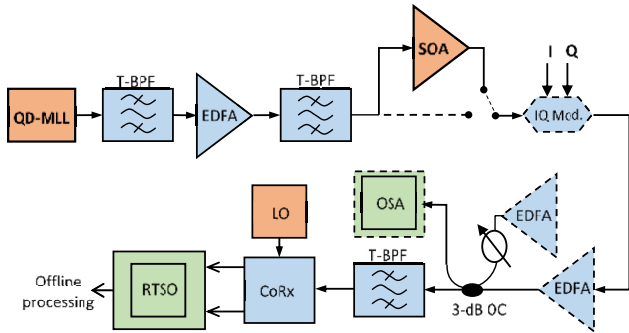 SOA
I Q
T-BPF
T-BPF
QD-MLL
EDFA
IQ Mod.
OSA
EDFA
LO
T-BPF
EDFA
Offline
processing
RTSO
CoRx
3-dB OC